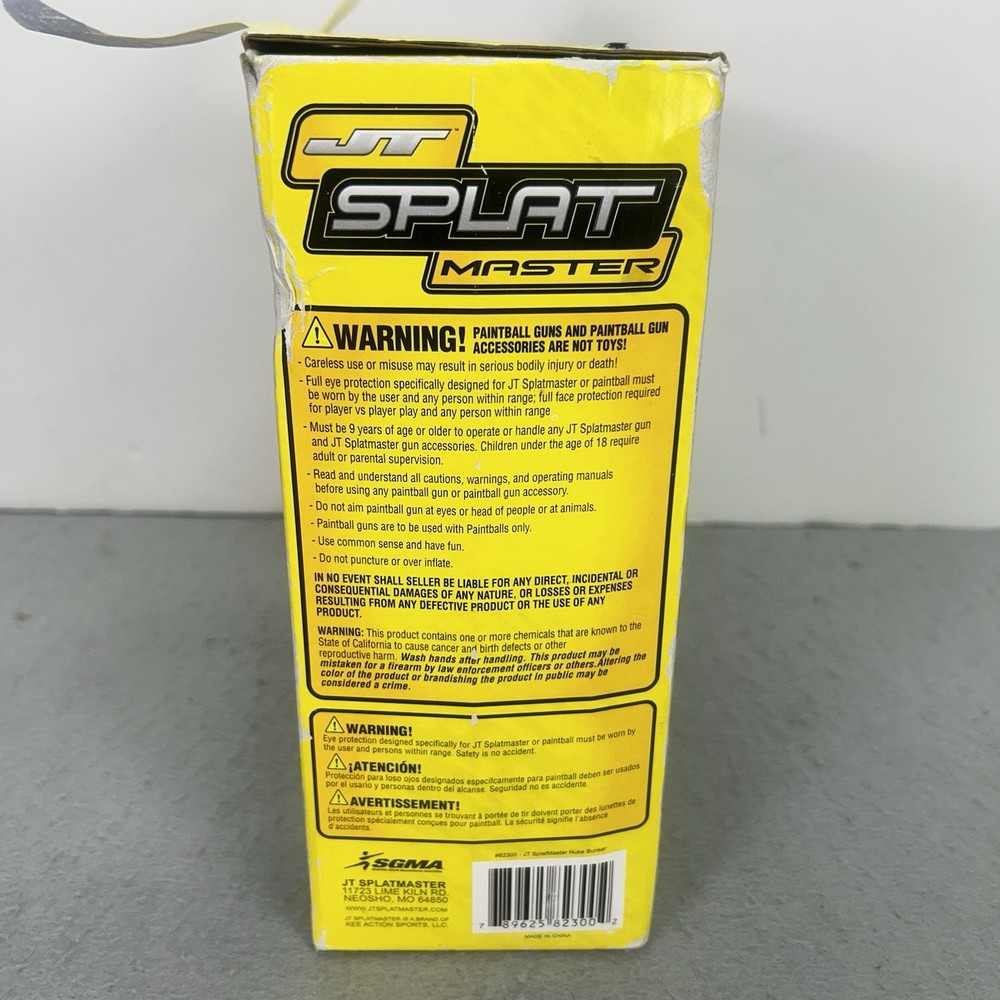 JT™
SPLAT
MASTER
WARNING! PAINTBALL GUNS AND PAINTBALL GUN
ACCESSORIES ARE NOT TOYS!
- Careless use or misuse may result in serious bodily injury or death!
- Full eye protection specifically designed for JT Splatmaster or paintball must
be worn by the user and any person within range; full face protection required
for player vs player play and any person within range
- Must be 9 years of age or older to operate or handle any JT Splatmaster gun
and JT Splatmaster gun accessories. Children under the age of 18 require
adult or parental supervision.
- Read and understand all cautions, warnings, and operating manuals
before using any paintball gun or paintball gun accessory.
- Do not aim paintball gun at eyes or head of people or at animals.
- Paintball guns are to be used with Paintballs only.
- Use common sense and have fun.
- Do not puncture or over inflate.
IN NO EVENT SHALL SELLER BE LIABLE FOR ANY DIRECT, INCIDENTAL OR
CONSEQUENTIAL DAMAGES OF ANY NATURE, OR LOSSES OR EXPENSES
RESULTING FROM ANY DEFECTIVE PRODUCT OR THE USE OF ANY
PRODUCT.
WARNING: This product contains one or more chemicals that are known to the
State of California to cause cancer and birth defects or other
reproductive harm. Wash hands after handling. This product may be
mistaken for a firearm by law enforcement officers or others.Altering the
color of the product or brandishing the product in public may be
considered a crime.
WARNING!
Eye protection designed specifically for JT Splatmaster or paintball must be worn by
the user and persons within range. Safety is no accident.
¡ATENCIÓN!
Protección para loso ojos designados especifcamente para paintball deben ser usados
por el usario y personas dentro del alcanse. Seguridad no es accidente.
AVERTISSEMENT!
Les utilisateurs et personnes se trouvant à portée de tir doivent porter des lunettes de
protection spécialement conçues pour paintball. La sécurité signifie l'absence
d'accidents.
SGMA
JT SPLATMASTER
11723 LIME KILN RD.
NEOSHO, MO 64850
WWW.JTSPLATMASTER.COM
JT SPLATMASTER IS A BRAND OF
KEE ACTION SPORTS, LLC.
#82300 - JT SplatMaster Nuke Bunker
7 89625 82300 2
MADE IN CHINA